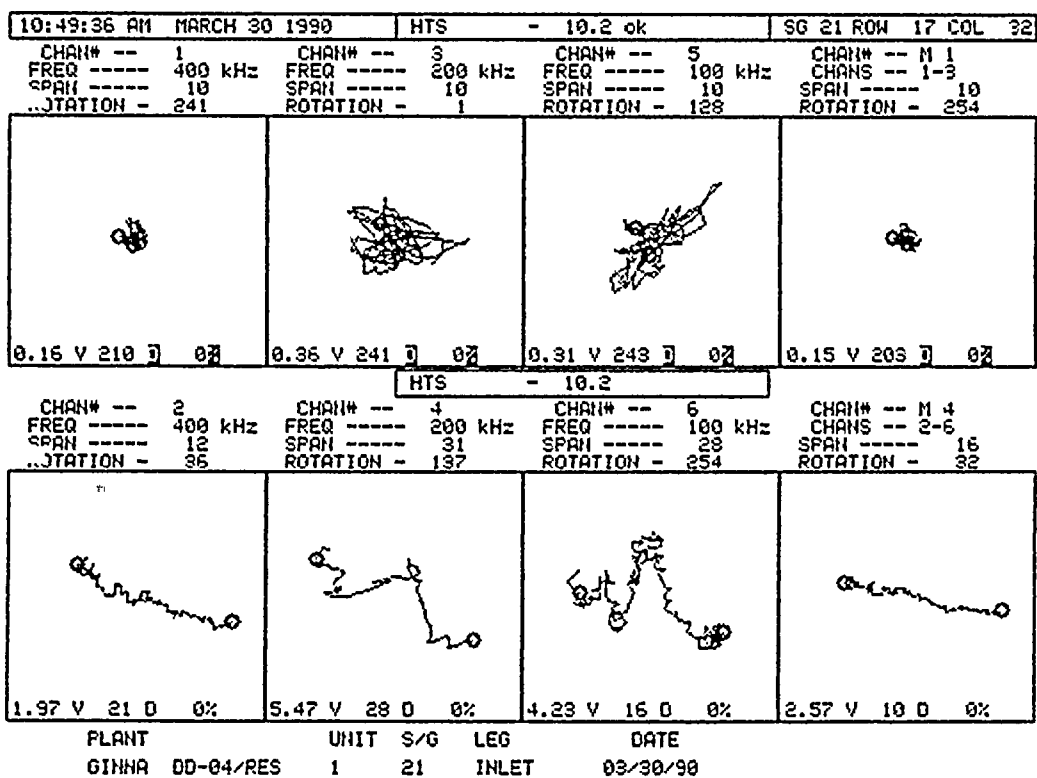 10:49:36 AM MARCH 30 1990 HTS - 10.2 ok SG 21 ROW 17 COL 32
CHAN# -- 1 CHAN# -- 3 CHAN# -- 5 CHAN# -- M 1
FREQ ----- 400 kHz FREQ ----- 200 kHz FREQ ----- 100 kHz CHANS -- 1-3
SPAN ----- 10 SPAN ----- 10 SPAN ----- 10 SPAN ----- 10
..OTATION - 241 ROTATION - 1 ROTATION - 128 ROTATION - 254
0.16 V 210 D 0% 0.36 V 241 D 0% 0.31 V 243 D 0% 0.15 V 203 D 0%
HTS - 10.2
CHAN# -- 2 CHAN# -- 4 CHAN# -- 6 CHAN# -- M 4
FREQ ----- 400 kHz FREQ ----- 200 kHz FREQ ----- 100 kHz CHANS -- 2-6
SPAN ----- 12 SPAN ----- 31 SPAN ----- 28 SPAN ----- 16
..OTATION - 36 ROTATION - 137 ROTATION - 254 ROTATION - 32
1.97 V 21 D 0% 5.47 V 28 D 0% 4.23 V 16 D 0% 2.57 V 10 D 0%
PLANT UNIT S/G LEG DATE
GINNA DD-04/RES 1 21 INLET 03/30/90